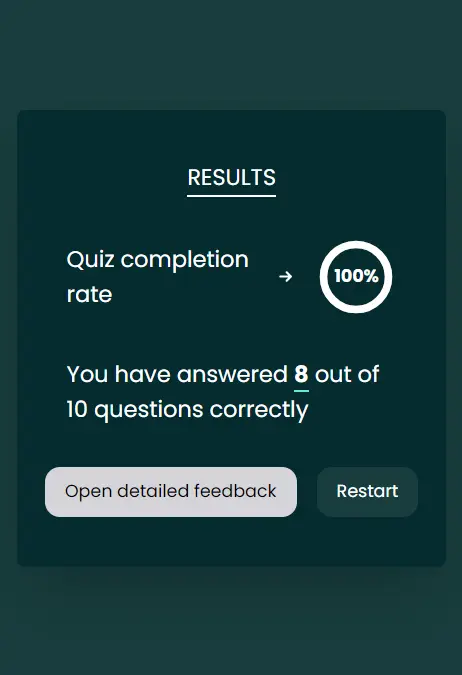 RESULTS
Quiz completion
rate
→
100%
You have answered 8 out of
10 questions correctly
Open detailed feedback
Restart